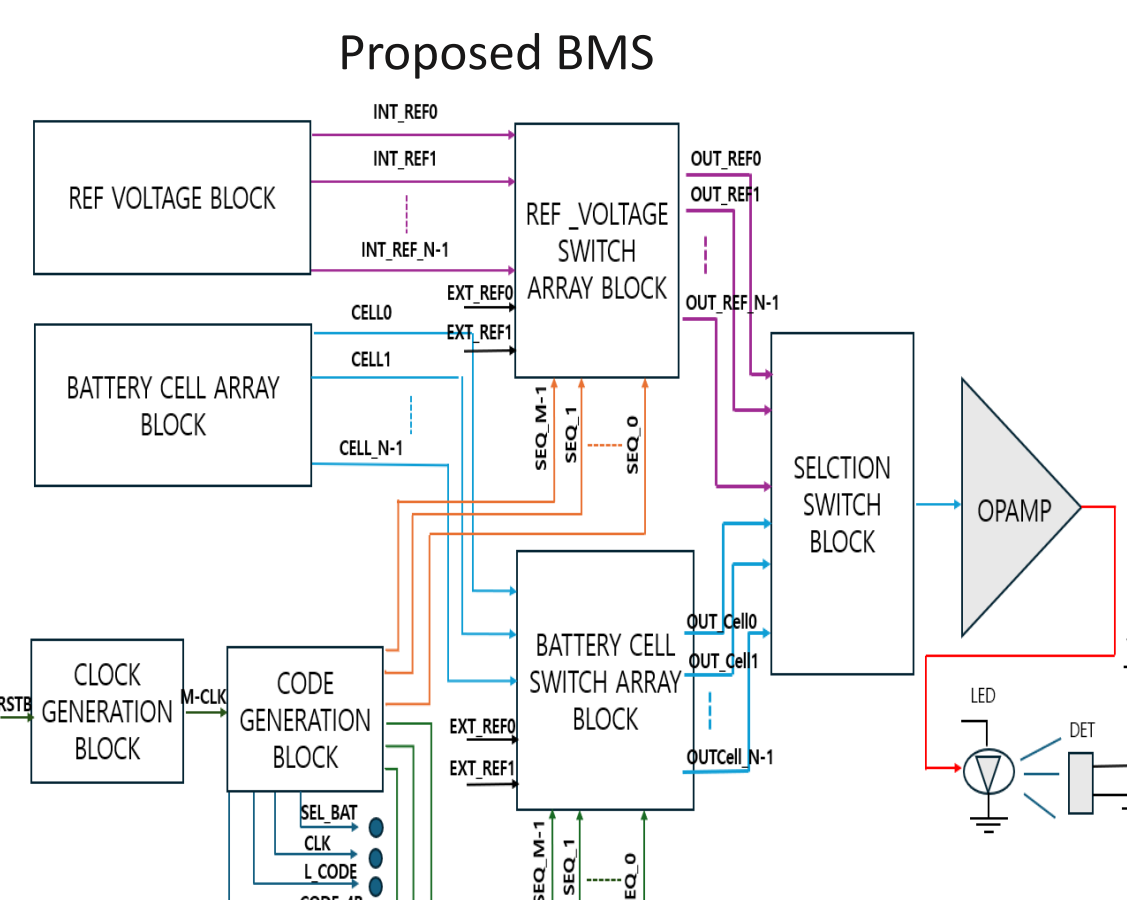 Proposed BMS
INT_REF0
INT_REF1
INT_REF_N-1
REF VOLTAGE BLOCK
EXT_REF0
EXT_REF1
REF _VOLTAGE
SWITCH
ARRAY BLOCK
OUT_REF0
OUT_REF1
OUT_REF_N-1
CELL0
CELL1
CELL_N-1
BATTERY CELL ARRAY
BLOCK
SEQ_M-1
SEQ_1
SEQ_0
SELCTION
SWITCH
BLOCK
OPAMP
RSTB
CLOCK
GENERATION
BLOCK
M-CLK
CODE
GENERATION
BLOCK
BATTERY CELL
SWITCH ARRAY
BLOCK
OUT_Cell0
OUT_Cell1
OUTCell_N-1
EXT_REF0
EXT_REF1
LED
DET
SEL_BAT
CLK
L_CODE
SEQ_M-1
SEQ_1
EQ_0